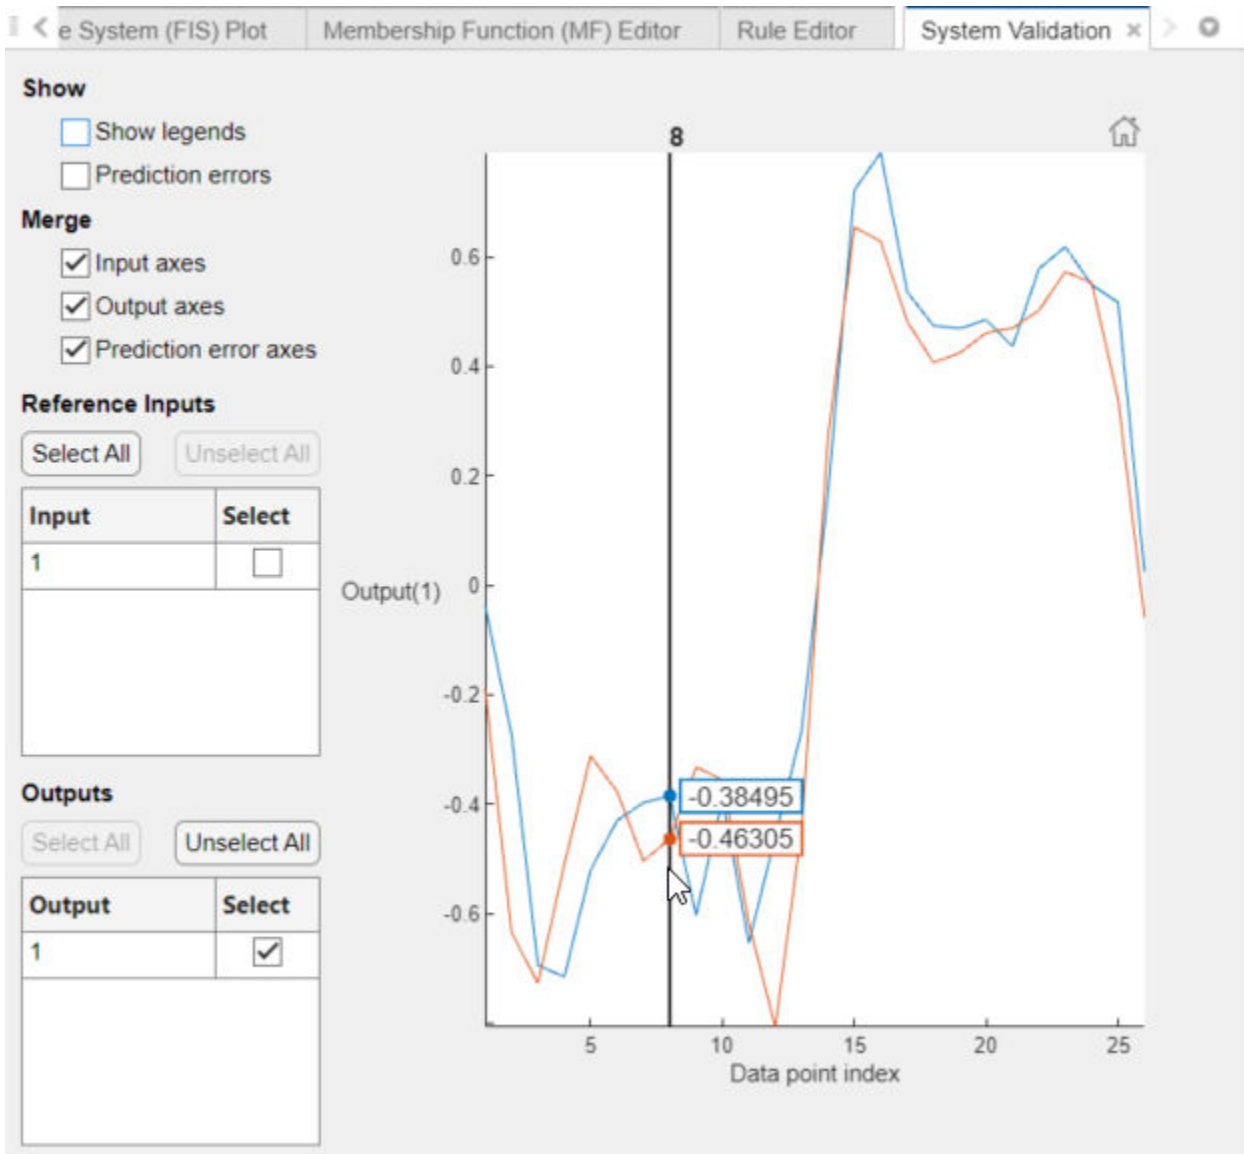 e System (FIS) Plot
Membership Function (MF) Editor
Rule Editor
System Validation ×
Show
Show legends
Prediction errors
Merge
Input axes
Output axes
Prediction error axes
Reference Inputs
Select All
Unselect All
Input
Select
1
Outputs
Select All
Unselect All
Output
Select
1
8
0.6
0.4
0.2
0
-0.2
-0.4
-0.6
Output(1)
-0.38495
-0.46305
5
10
15
20
25
Data point index